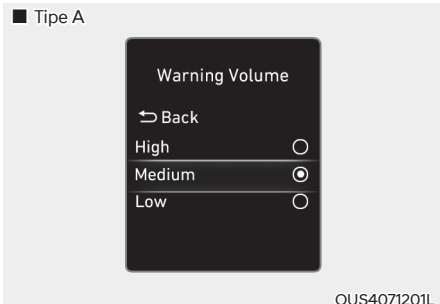 ■ Tipe A
Warning Volume
Back
High
Medium
Low
OUS4071201L